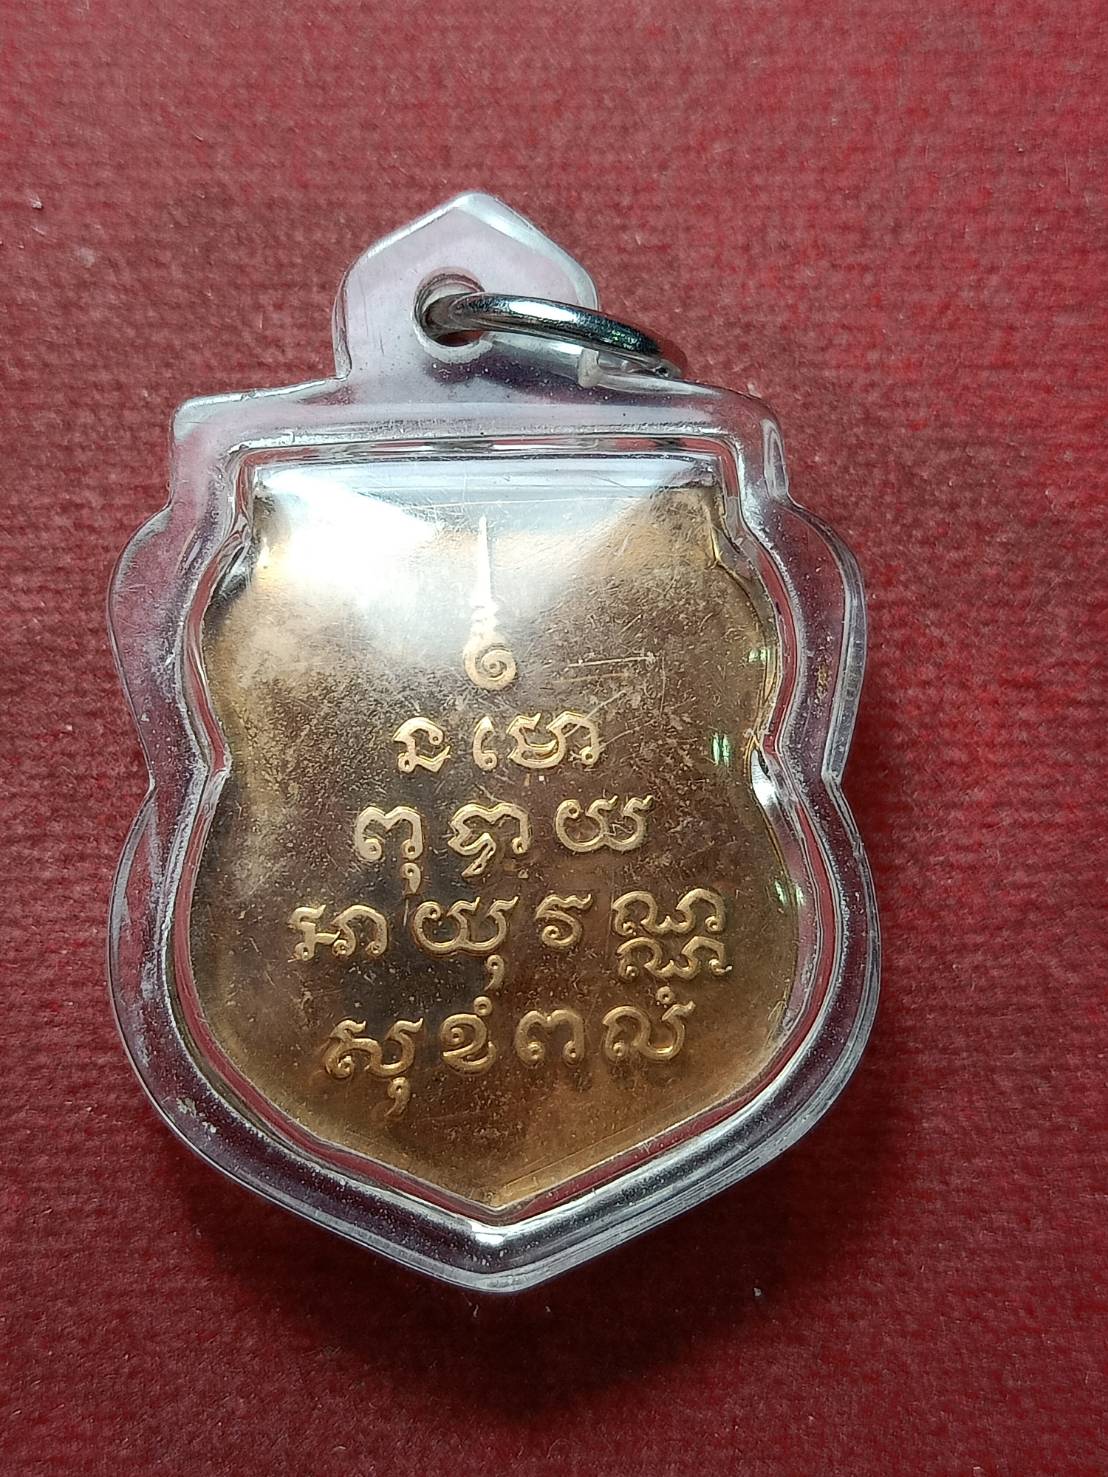 ន មោ
ពុ ទ្ធា យ
អា យុ វ ណ្ណ
សុ ខំ ព លំ